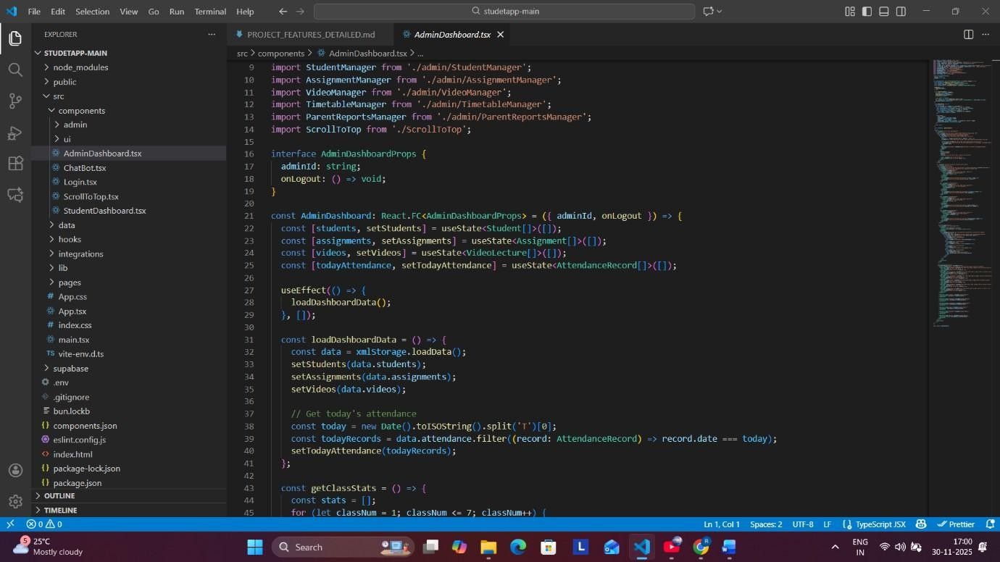 File Edit Selection View Go Run Terminal Help
studetapp-main
EXPLORER
STUDETAPP-MAIN
node_modules
public
src
components
admin
ui
AdminDashboard.tsx
ChatBot.tsx
Login.tsx
ScrollToTop.tsx
StudentDashboard.tsx
data
hooks
integrations
lib
pages
App.css
App.tsx
index.css
main.tsx
TS vite-env.d.ts
supabase
.env
.gitignore
bun.lockb
components.json
eslint.config.js
index.html
package-lock.json
package.json
OUTLINE
TIMELINE
PROJECT_FEATURES_DETAILED.md
AdminDashboard.tsx
src > components > AdminDashboard.tsx > ...
9 import StudentManager from './admin/StudentManager';
10 import AssignmentManager from './admin/AssignmentManager';
11 import VideoManager from './admin/VideoManager';
12 import TimetableManager from './admin/TimetableManager';
13 import ParentReportsManager from './admin/ParentReportsManager';
14 import ScrollToTop from './ScrollToTop';
15
16 interface AdminDashboardProps {
17 adminId: string;
18 onLogout: () => void;
19 }
20
21 const AdminDashboard: React.FC<AdminDashboardProps> = ({ adminId, onLogout }) => {
22 const [students, setStudents] = useState<Student[]>([]);
23 const [assignments, setAssignments] = useState<Assignment[]>([]);
24 const [videos, setVideos] = useState<VideoLecture[]>([]);
25 const [todayAttendance, setTodayAttendance] = useState<AttendanceRecord[]>([]);
26
27 useEffect(() => {
28 loadDashboardData();
29 }, []);
30
31 const loadDashboardData = () => {
32 const data = xmlStorage.loadData();
33 setStudents(data.students);
34 setAssignments(data.assignments);
35 setVideos(data.videos);
36
37 // Get today's attendance
38 const today = new Date().toISOString().split('T')[0];
39 const todayRecords = data.attendance.filter((record: AttendanceRecord) => record.date === today);
40 setTodayAttendance(todayRecords);
41 };
42
43 const getClassStats = () => {
44 const stats = [];
45 for (let classNum = 1; classNum <= 7; classNum++) {
0 0
Ln 1, Col 1 Spaces: 2 UTF-8 LF TypeScript JSX Prettier
5
25°C
Mostly cloudy
Search
L
R
ENG
IN
17:00
30-11-2025